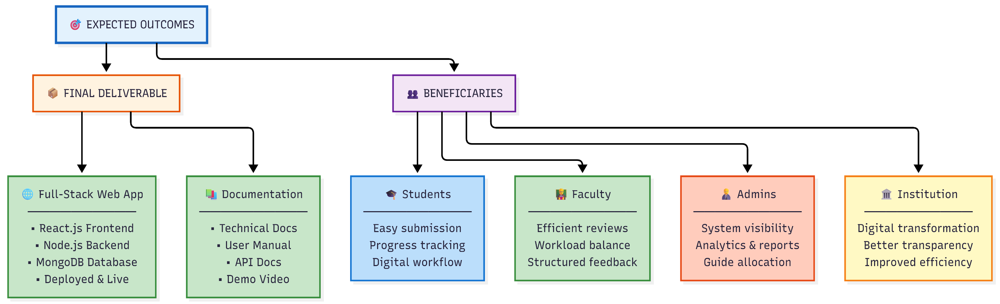 EXPECTED OUTCOMES
FINAL DELIVERABLE
BENEFICIARIES
Full-Stack Web App
▪ React.js Frontend
▪ Node.js Backend
▪ MongoDB Database
▪ Deployed & Live
Documentation
▪ Technical Docs
▪ User Manual
▪ API Docs
▪ Demo Video
Students
Easy submission
Progress tracking
Digital workflow
Faculty
Efficient reviews
Workload balance
Structured feedback
Admins
System visibility
Analytics & reports
Guide allocation
Institution
Digital transformation
Better transparency
Improved efficiency